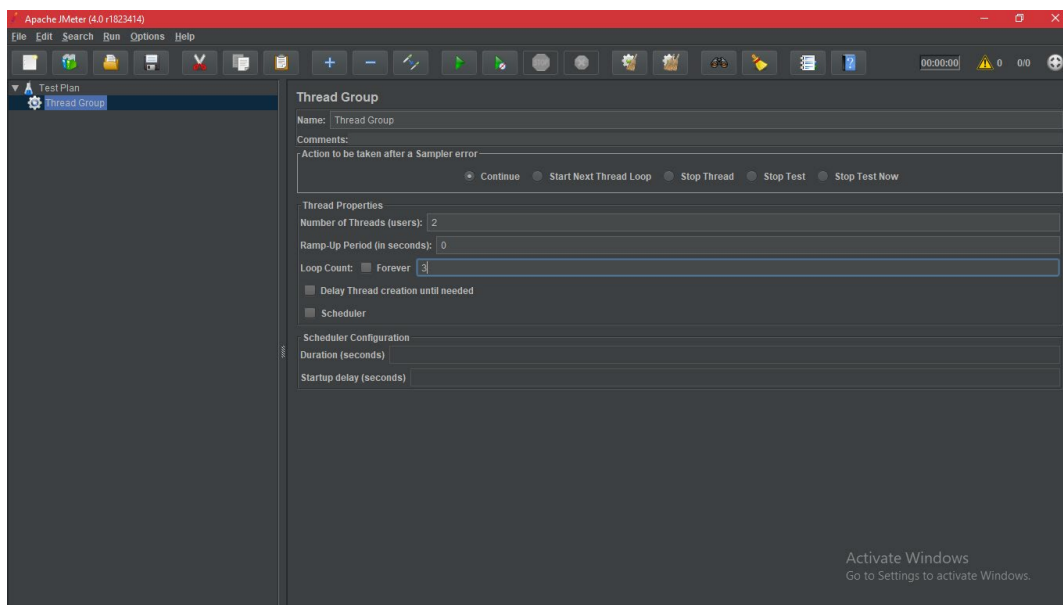 Apache JMeter (4.0 r1823414)
File Edit Search Run Options Help
00:00:00 0 0/0
Test Plan
Thread Group
Thread Group
Name: Thread Group
Comments:
Action to be taken after a Sampler error
Continue Start Next Thread Loop Stop Thread Stop Test Stop Test Now
Thread Properties
Number of Threads (users): 2
Ramp-Up Period (in seconds): 0
Loop Count: Forever 3
Delay Thread creation until needed
Scheduler
Scheduler Configuration
Duration (seconds)
Startup delay (seconds)
Activate Windows
Go to Settings to activate Windows.